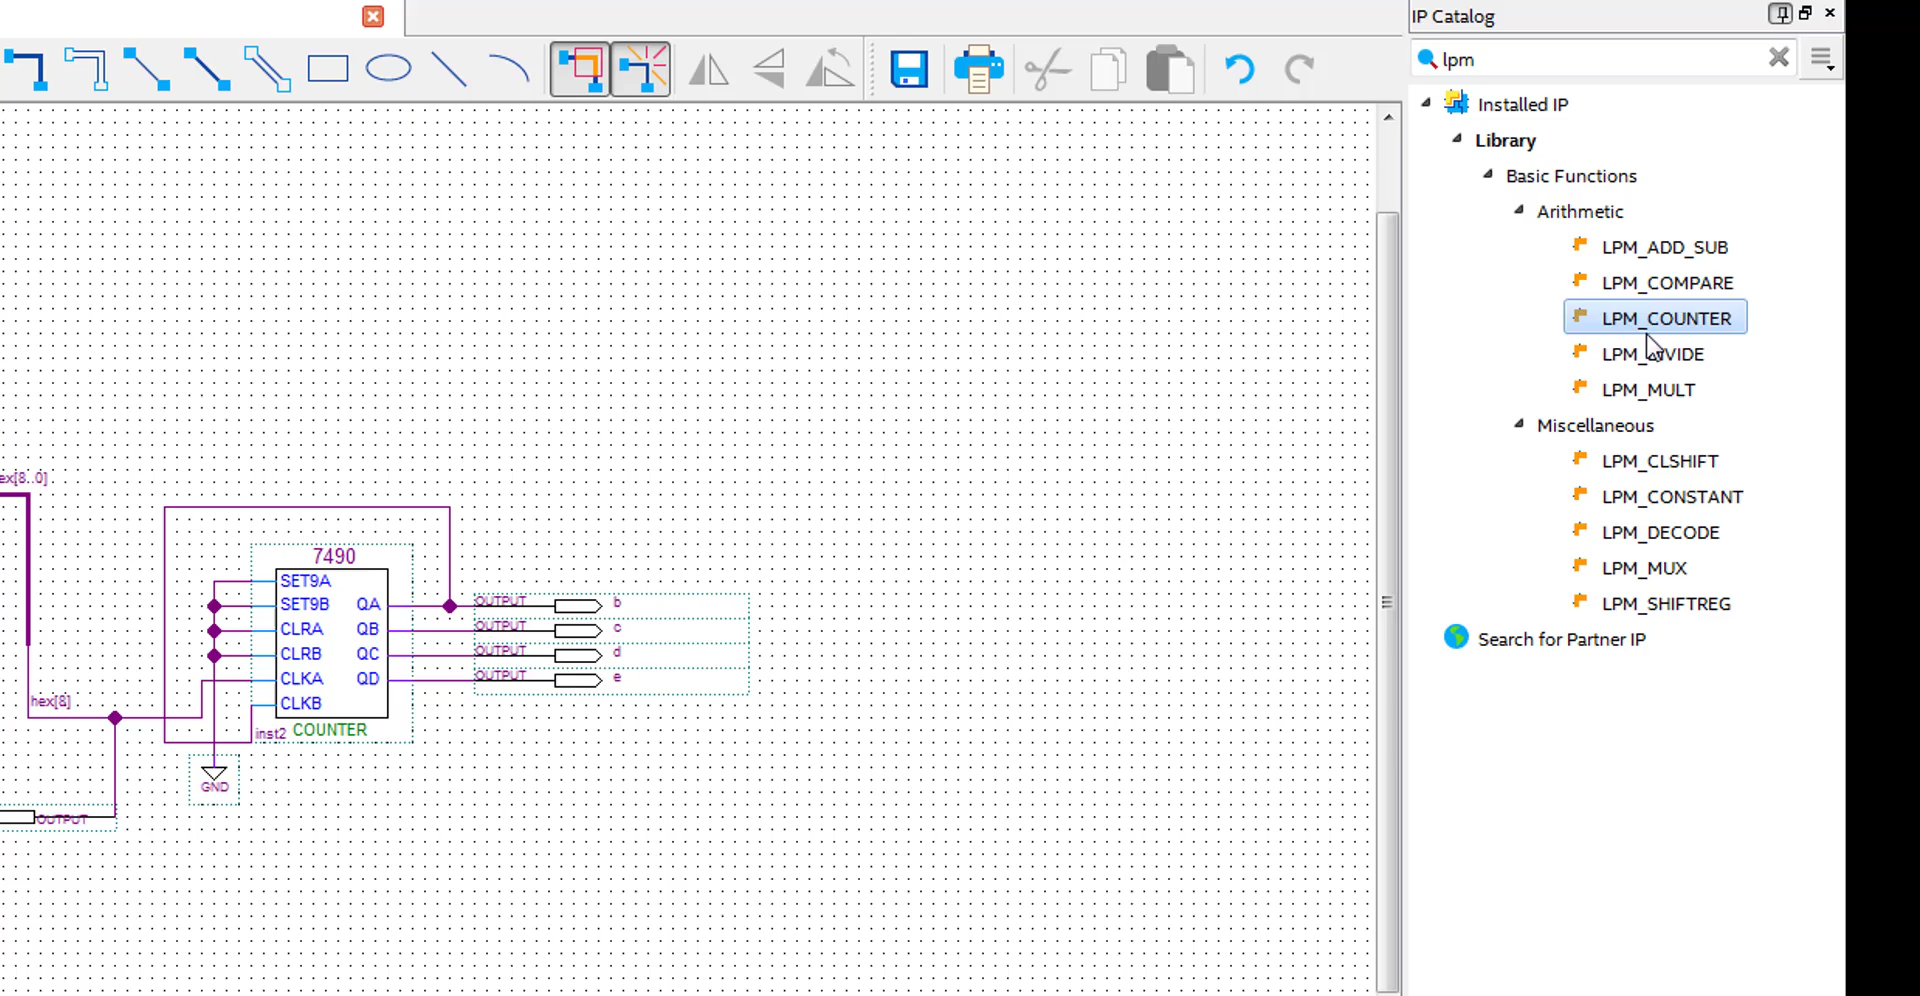 IP Catalog
lpm
Installed IP
Library
Basic Functions
Arithmetic
LPM_ADD_SUB
LPM_COMPARE
LPM_COUNTER
LPM_DIVIDE
LPM_MULT
Miscellaneous
LPM_CLSHIFT
LPM_CONSTANT
LPM_DECODE
LPM_MUX
LPM_SHIFTREG
Search for Partner IP
ex[8..0]
7490
SET9A
SET9B QA OUTPUT b
CLRA QB OUTPUT c
CLRB QC OUTPUT d
CLKA QD OUTPUT e
CLKB
hex[8]
inst2 COUNTER
GND
OUTPUT